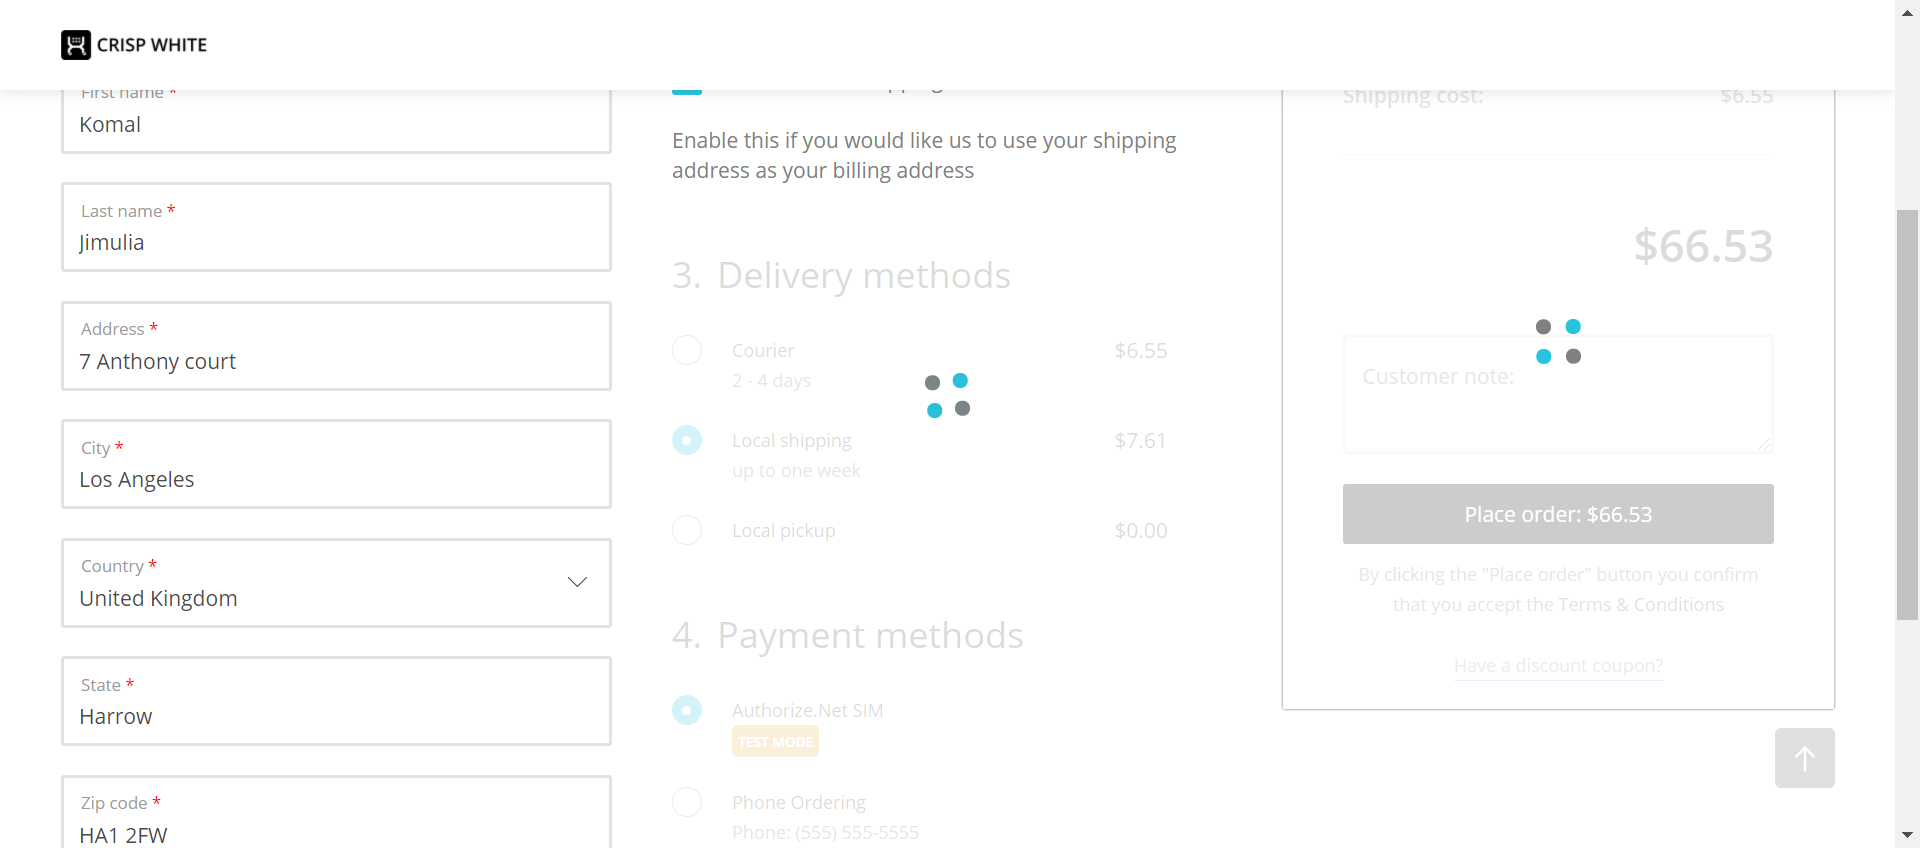 CRISP WHITE
First name *
Komal
Last name *
Jimulia
Address *
7 Anthony court
City *
Los Angeles
Country *
United Kingdom
State *
Harrow
Zip code *
HA1 2FW
Enable this if you would like us to use your shipping
address as your billing address
3. Delivery methods
Courier $6.55
2 - 4 days
Local shipping $7.61
up to one week
Local pickup $0.00
4. Payment methods
Authorize.Net SIM
TEST MODE
Phone Ordering
Phone: (555) 555-5555
Shipping cost: $6.55
$66.53
Customer note:
Place order: $66.53
By clicking the "Place order" button you confirm
that you accept the Terms & Conditions
Have a discount coupon?